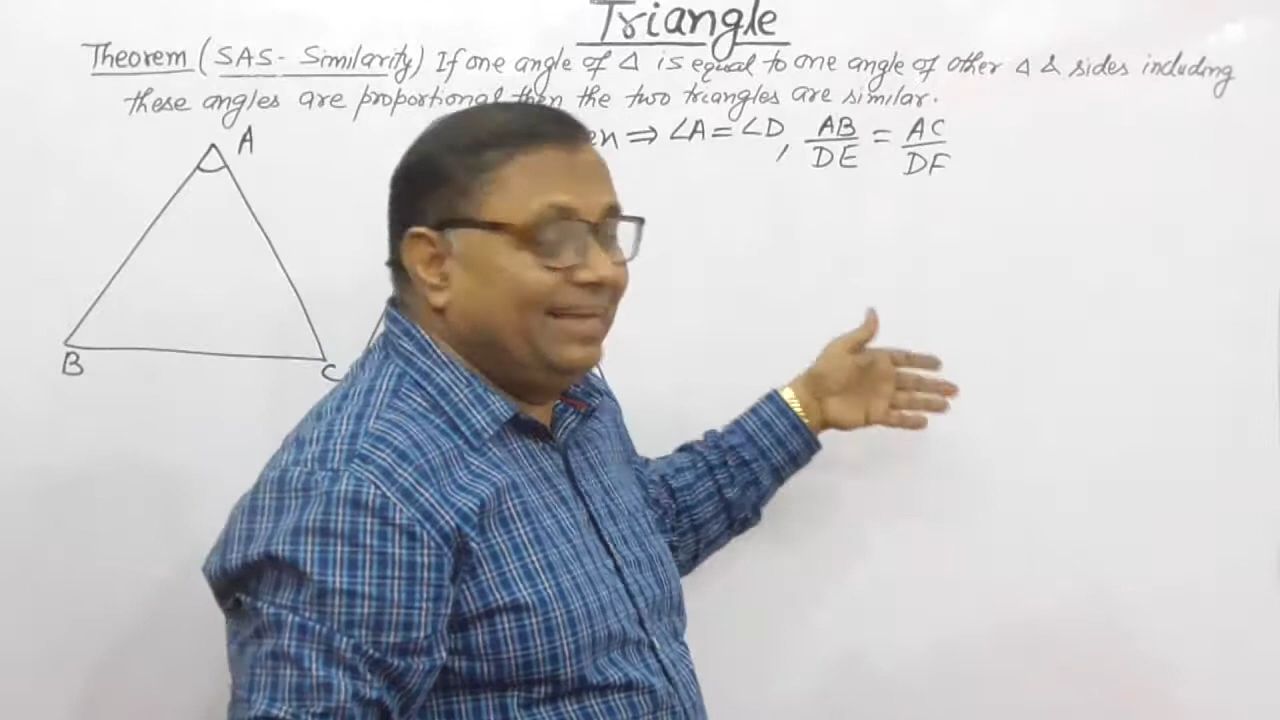 Triangle
Theorem (SAS - Similarity) If one angle of Δ is equal to one angle of other Δ & sides including
these angles are proportional then the two triangles are similar.
⇒ ∠A = ∠D, AB/DE = AC/DF
A
B
C